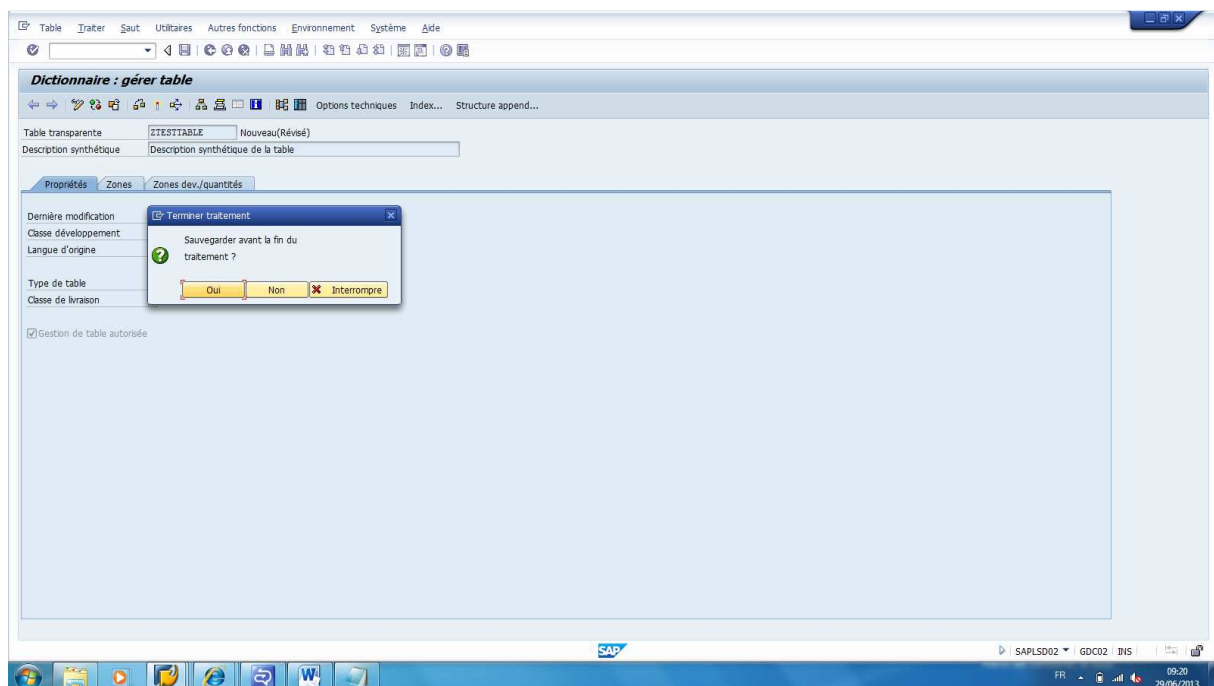 Table Traiter Saut Utilitaires Autres fonctions Environnement Système Aide
Dictionnaire : gérer table
Options techniques Index... Structure append...
Table transparente ZTESTTABLE Nouveau(Révisé)
Description synthétique Description synthétique de la table
Propriétés Zones Zones dev./quantités
Dernière modification
Classe développement
Langue d'origine
Type de table
Classe de livraison
Gestion de table autorisée
Terminer traitement
Sauvegarder avant la fin du
traitement ?
Oui Non Interrompre
SAP
SAPLSD02 GDC02 INS
FR 09:20
29/06/2013